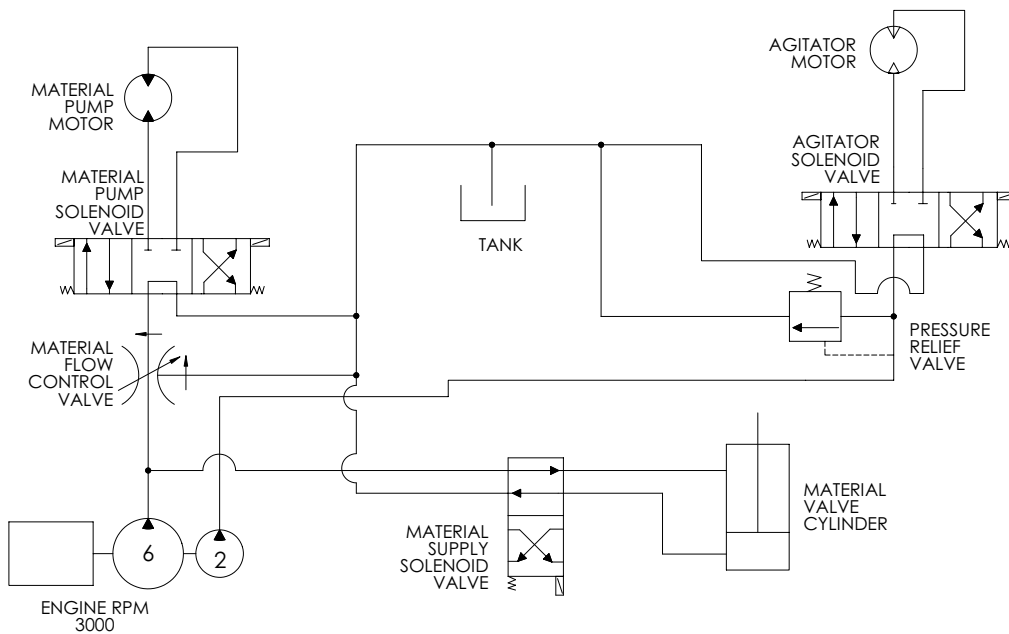 MATERIAL
PUMP
MOTOR
AGITATOR
MOTOR
MATERIAL
PUMP
SOLENOID
VALVE
AGITATOR
SOLENOID
VALVE
TANK
MATERIAL
FLOW
CONTROL
VALVE
PRESSURE
RELIEF
VALVE
MATERIAL
VALVE
CYLINDER
MATERIAL
SUPPLY
SOLENOID
VALVE
6
2
ENGINE RPM
3000